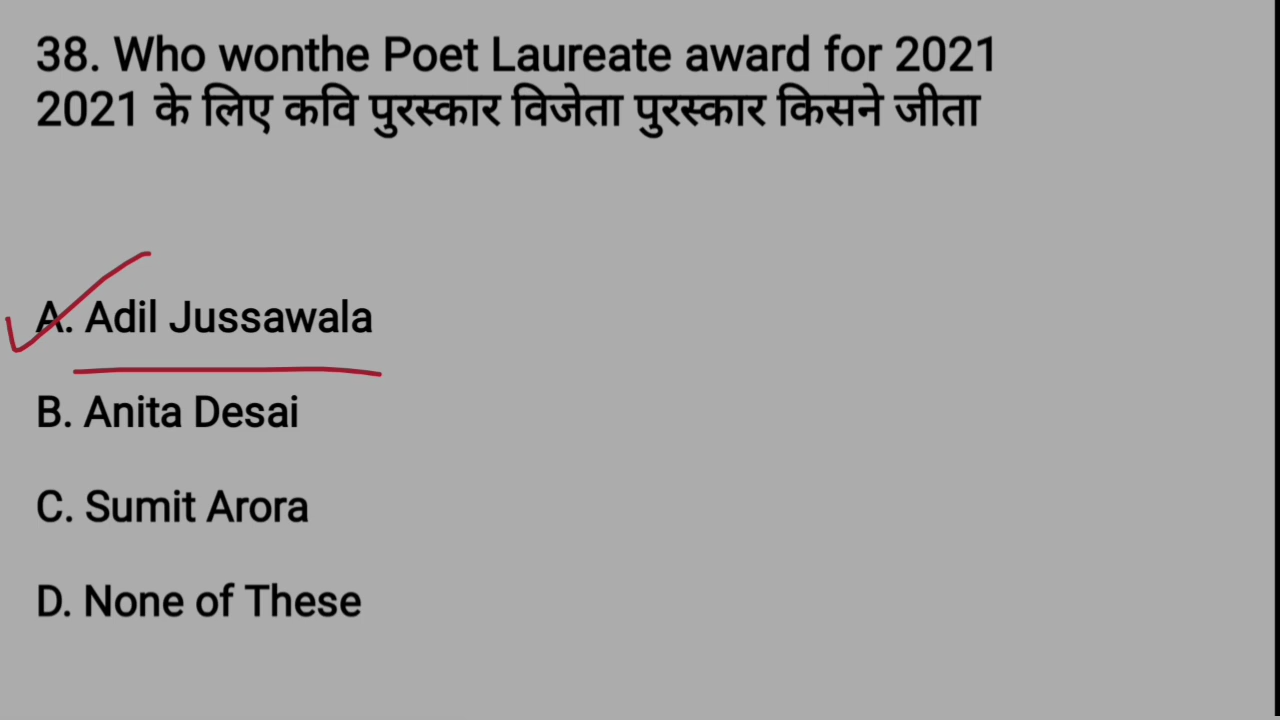 38. Who wonthe Poet Laureate award for 2021
2021 के लिए कवि पुरस्कार विजेता पुरस्कार किसने जीता
A. Adil Jussawala
B. Anita Desai
C. Sumit Arora
D. None of These